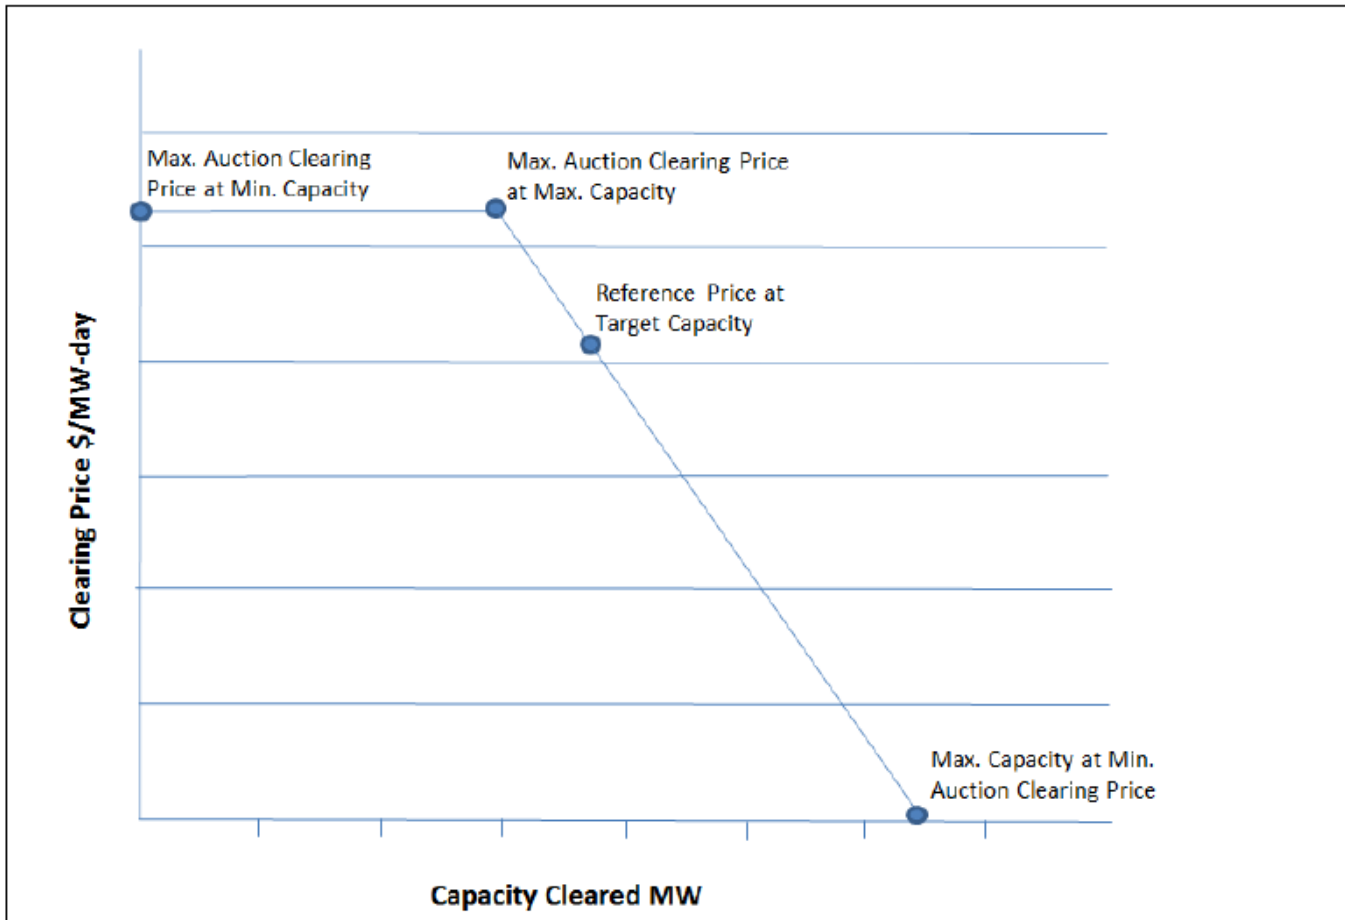 Max. Auction Clearing
Price at Min. Capacity
Max. Auction Clearing Price
at Max. Capacity
Reference Price at
Target Capacity
Clearing Price $/MW-day
Max. Capacity at Min.
Auction Clearing Price
Capacity Cleared MW